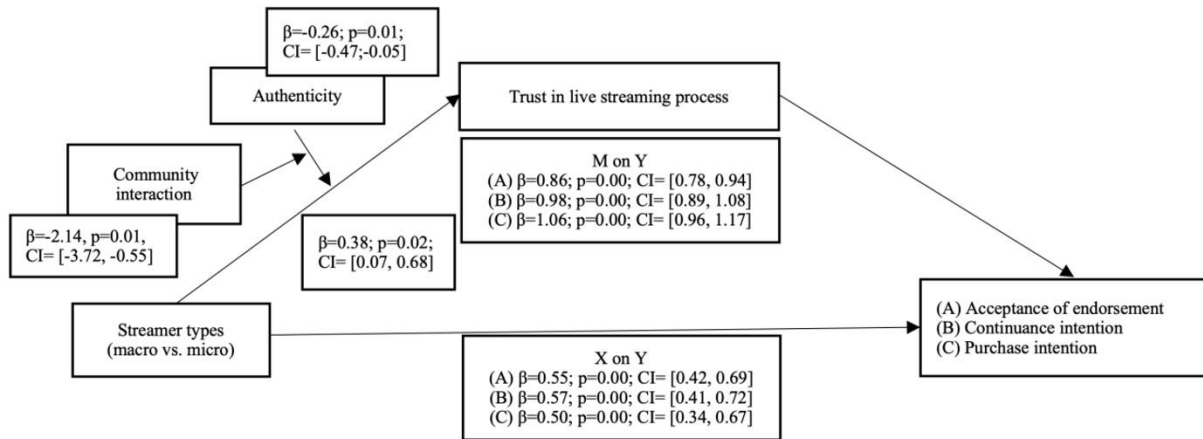 β=-0.26; p=0.01;
CI= [-0.47;-0.05]
Authenticity
Trust in live streaming process
Community
interaction
M on Y
(A) β=0.86; p=0.00; CI= [0.78, 0.94]
(B) β=0.98; p=0.00; CI= [0.89, 1.08]
(C) β=1.06; p=0.00; CI= [0.96, 1.17]
β=-2.14, p=0.01,
CI= [-3.72, -0.55]
β=0.38; p=0.02;
CI= [0.07, 0.68]
Streamer types
(macro vs. micro)
(A) Acceptance of endorsement
(B) Continuance intention
(C) Purchase intention
X on Y
(A) β=0.55; p=0.00; CI= [0.42, 0.69]
(B) β=0.57; p=0.00; CI= [0.41, 0.72]
(C) β=0.50; p=0.00; CI= [0.34, 0.67]